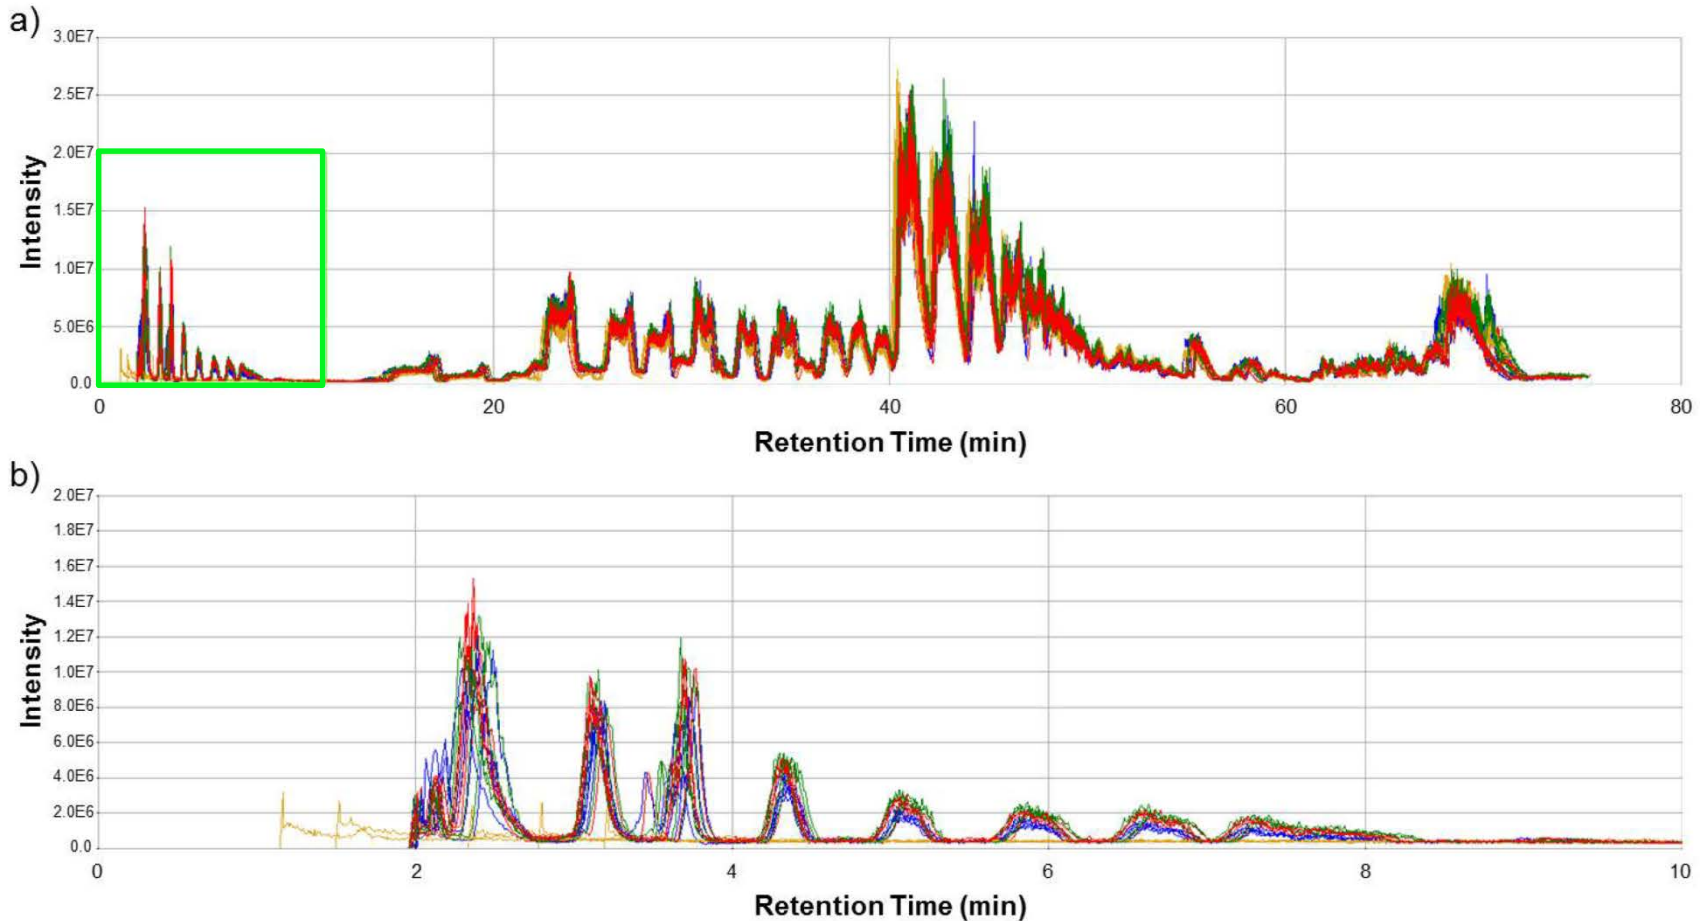 a)
3.0E7
2.5E7
2.0E7
1.5E7
1.0E7
5.0E6
0.0
Intensity
0 20 40 60 80
Retention Time (min)
b)
2.0E7
1.8E7
1.6E7
1.4E7
1.2E7
1.0E7
8.0E6
6.0E6
4.0E6
2.0E6
0.0
Intensity
0 2 4 6 8 10
Retention Time (min)